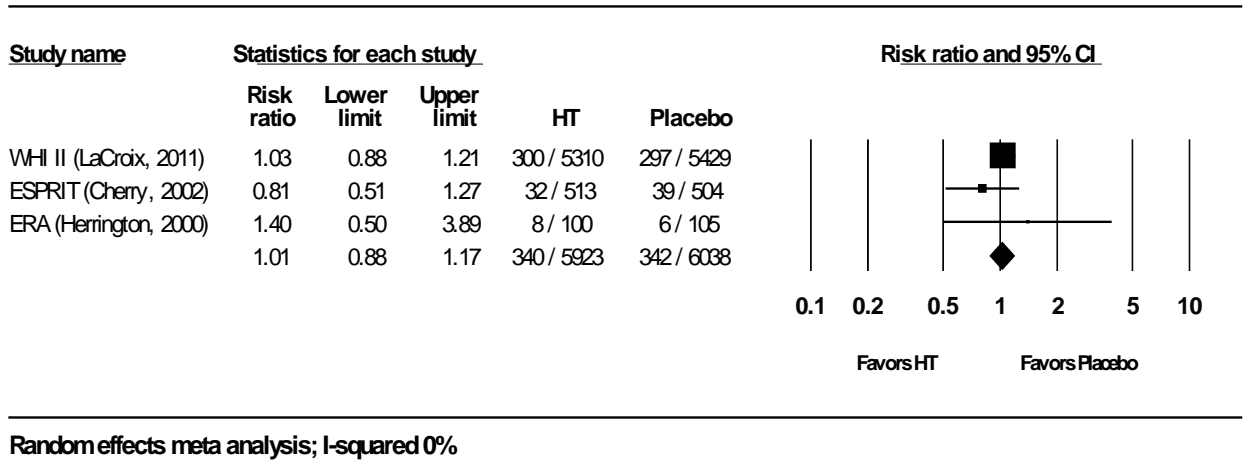 Study name Statistics for each study Risk ratio and 95% CI
Risk ratio Lower limit Upper limit HT Placebo
WHI II (LaCroix, 2011) 1.03 0.88 1.21 300 / 5310 297 / 5429
ESPRIT (Cherry, 2002) 0.81 0.51 1.27 32 / 513 39 / 504
ERA (Herrington, 2000) 1.40 0.50 3.89 8 / 100 6 / 105
1.01 0.88 1.17 340 / 5923 342 / 6038
0.1 0.2 0.5 1 2 5 10
Favors HT Favors Placebo
Random effects meta analysis; I-squared 0%